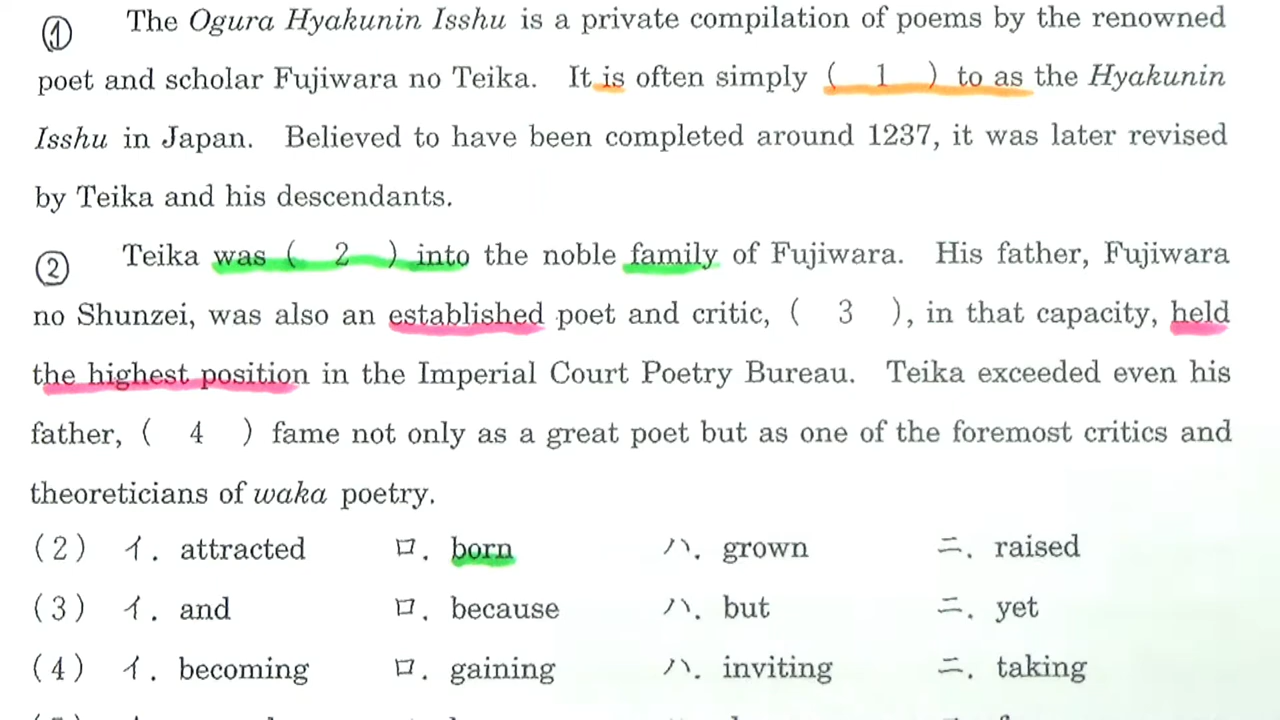 ① The Ogura Hyakunin Isshu is a private compilation of poems by the renowned
poet and scholar Fujiwara no Teika. It is often simply ( 1 ) to as the Hyakunin
Isshu in Japan. Believed to have been completed around 1237, it was later revised
by Teika and his descendants.
② Teika was ( 2 ) into the noble family of Fujiwara. His father, Fujiwara
no Shunzei, was also an established poet and critic, ( 3 ), in that capacity, held
the highest position in the Imperial Court Poetry Bureau. Teika exceeded even his
father, ( 4 ) fame not only as a great poet but as one of the foremost critics and
theoreticians of waka poetry.
(2) イ. attracted ロ. born ハ. grown ニ. raised
(3) イ. and ロ. because ハ. but ニ. yet
(4) イ. becoming ロ. gaining ハ. inviting ニ. taking